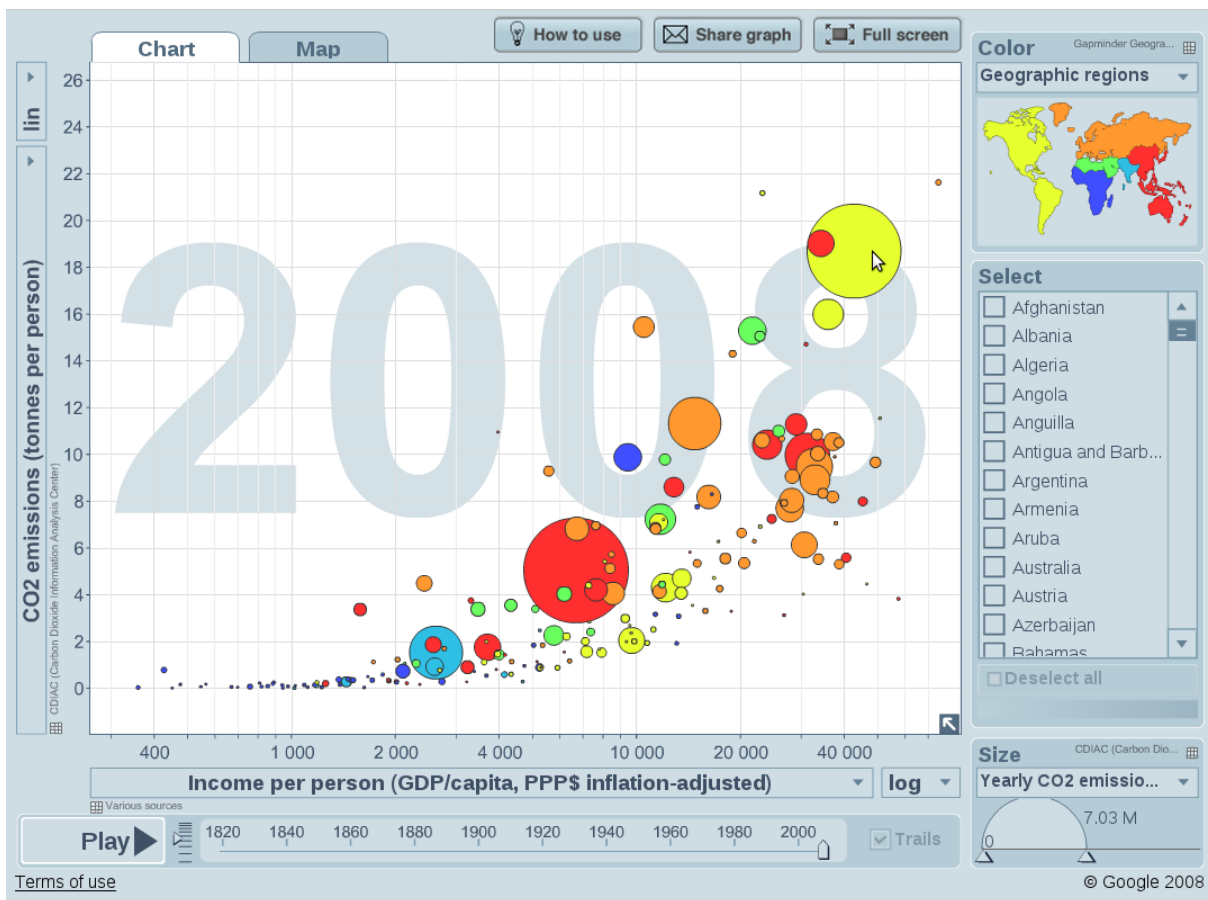 Chart
Map
How to use
Share graph
Full screen
Color
Gapminder Geogra...
Geographic regions
lin
CO2 emissions (tonnes per person)
CDIAC (Carbon Dioxide Information Analysis Center)
26
24
22
20
18
16
14
12
10
8
6
4
2
0
2008
400
1 000
2 000
4 000
10 000
20 000
40 000
Income per person (GDP/capita, PPP$ inflation-adjusted)
log
Various sources
Select
Afghanistan
Albania
Algeria
Angola
Anguilla
Antigua and Barb...
Argentina
Armenia
Aruba
Australia
Austria
Azerbaijan
Bahamas
Deselect all
Size
CDIAC (Carbon Dio...
Yearly CO2 emissio...
7.03 M
0
Play
1820 1840 1860 1880 1900 1920 1940 1960 1980 2000
Trails
Terms of use
© Google 2008